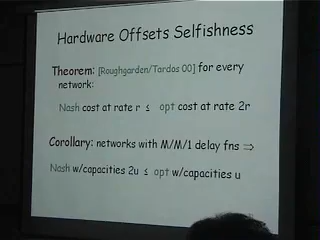 Hardware Offsets Selfishness
Theorem: [Roughgarden/Tardos 00] for every
network:
Nash cost at rate r ≤ opt cost at rate 2r
Corollary: networks with M/M/1 delay fns ⇒
Nash w/capacities 2u ≤ opt w/capacities u